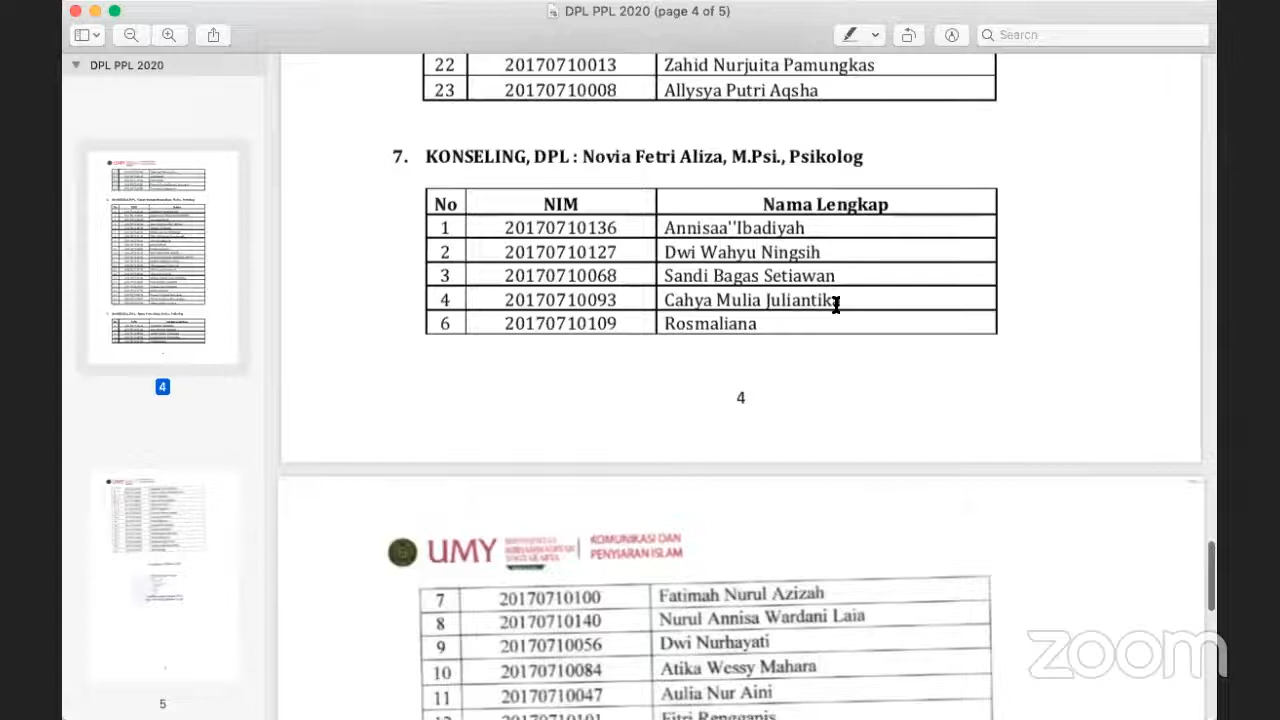 DPL PPL 2020 (page 4 of 5)
Search
DPL PPL 2020
22 20170710013 Zahid Nurjuita Pamungkas
23 20170710008 Allysya Putri Aqsha
7. KONSELING, DPL : Novia Fetri Aliza, M.Psi., Psikolog
No NIM Nama Lengkap
1 20170710136 Annisaa''Ibadiyah
2 20170710127 Dwi Wahyu Ningsih
3 20170710068 Sandi Bagas Setiawan
4 20170710093 Cahya Mulia Juliantika
6 20170710109 Rosmaliana
4
4
UMY KOMUNIKASI DAN
PENYIARAN ISLAM
7 20170710100 Fatimah Nurul Azizah
8 20170710140 Nurul Annisa Wardani Laia
9 20170710056 Dwi Nurhayati
10 20170710084 Atika Wessy Mahara
11 20170710047 Aulia Nur Aini
12 20170710101 Fitri Rengganis
zoom
5